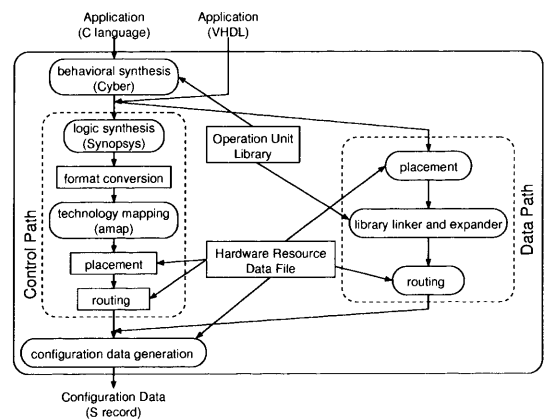 Application
(C language)
Application
(VHDL)
behavioral synthesis
(Cyber)
logic synthesis
(Synopsys)
Operation Unit
Library
format conversion
placement
technology mapping
(amap)
library linker and expander
Control Path
Data Path
placement
Hardware Resource
Data File
routing
routing
configuration data generation
Configuration Data
(S record)